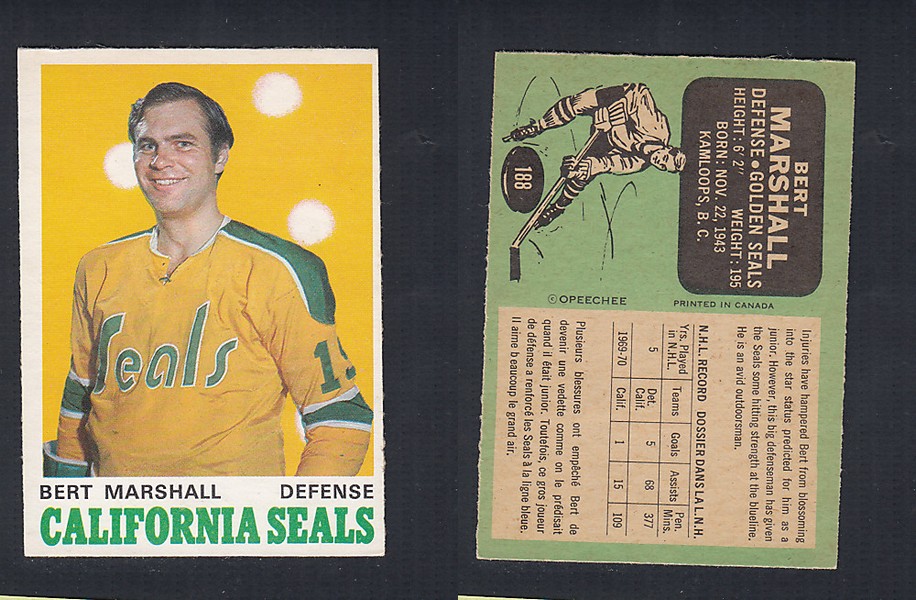 Seals
19
BERT MARSHALL DEFENSE
CALIFORNIA SEALS
188
BERT
MARSHALL
DEFENSE • GOLDEN SEALS
HEIGHT: 6' 2" WEIGHT: 195
BORN: NOV. 22, 1943
KAMLOOPS, B. C.
© OPEECHEE PRINTED IN CANADA
Injuries have hampered Bert from blossoming
into the star status predicted for him as a
junior. However, this big defenseman has given
the Seals some hitting strength at the blueline.
He is an avid outdoorsman.
N.H.L. RECORD DOSSIER DANS LA L.N.H.
Yrs. Played in N.H.L. Teams Goals Assists Pen. Mins.
5 Det. Calif. 5 68 377
1969-70 Calif. 1 15 109
Plusieurs blessures ont empêché Bert de
devenir une vedette comme on le prédisait
quand il était junior. Toutefois, ce gros joueur
de défense a renforcé les Seals à la ligne bleue.
Il aime beaucoup le grand air.